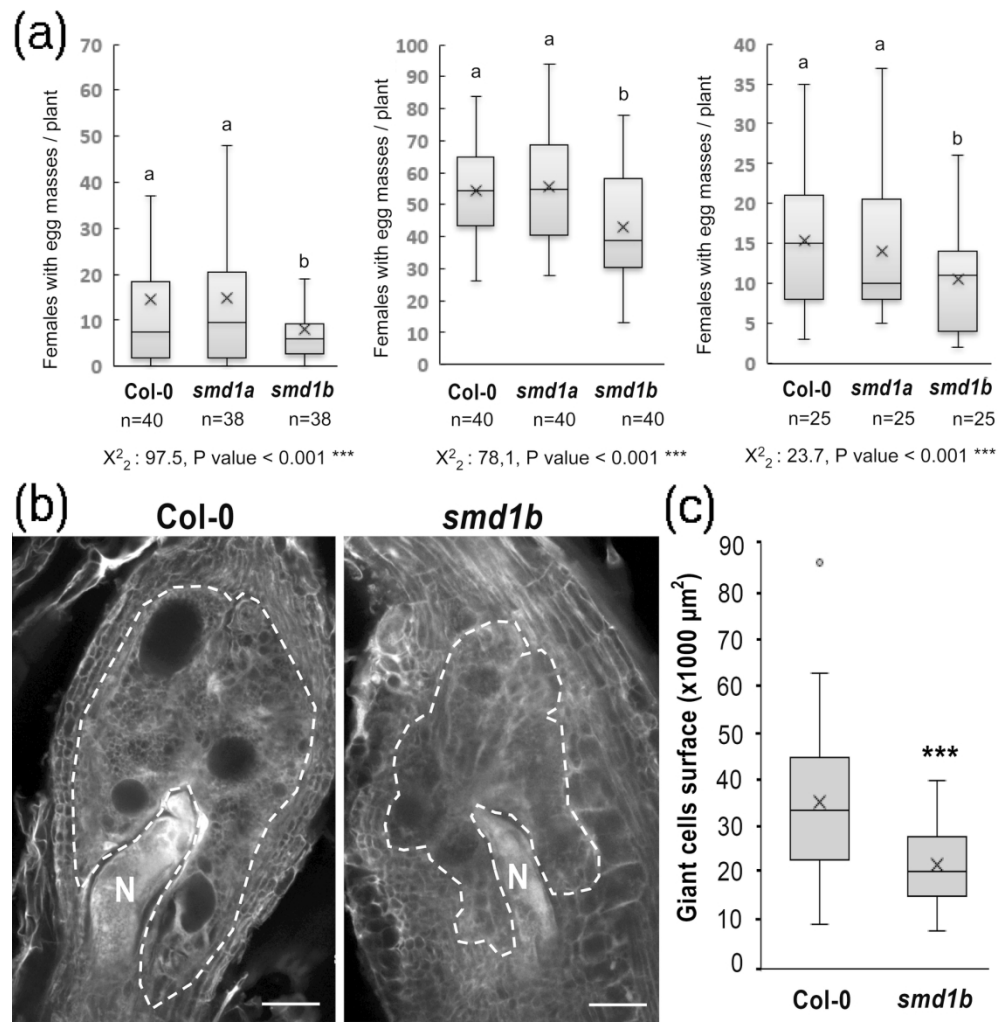 (a)
Females with egg masses / plant
70
60
50
40
30
20
10
0
a
a
b
Col-0 smd1a smd1b
n=40 n=38 n=38
X²₂ : 97.5, P value < 0.001 ***
Females with egg masses / plant
100
90
80
70
60
50
40
30
20
10
0
a
a
b
Col-0 smd1a smd1b
n=40 n=40 n=40
X²₂ : 78,1, P value < 0.001 ***
Females with egg masses / plant
40
35
30
25
20
15
10
5
0
a
a
b
Col-0 smd1a smd1b
n=25 n=25 n=25
X²₂ : 23.7, P value < 0.001 ***
(b)
Col-0
N
smd1b
N
(c)
Giant cells surface (x1000 µm²)
90
80
70
60
50
40
30
20
10
0
***
Col-0 smd1b